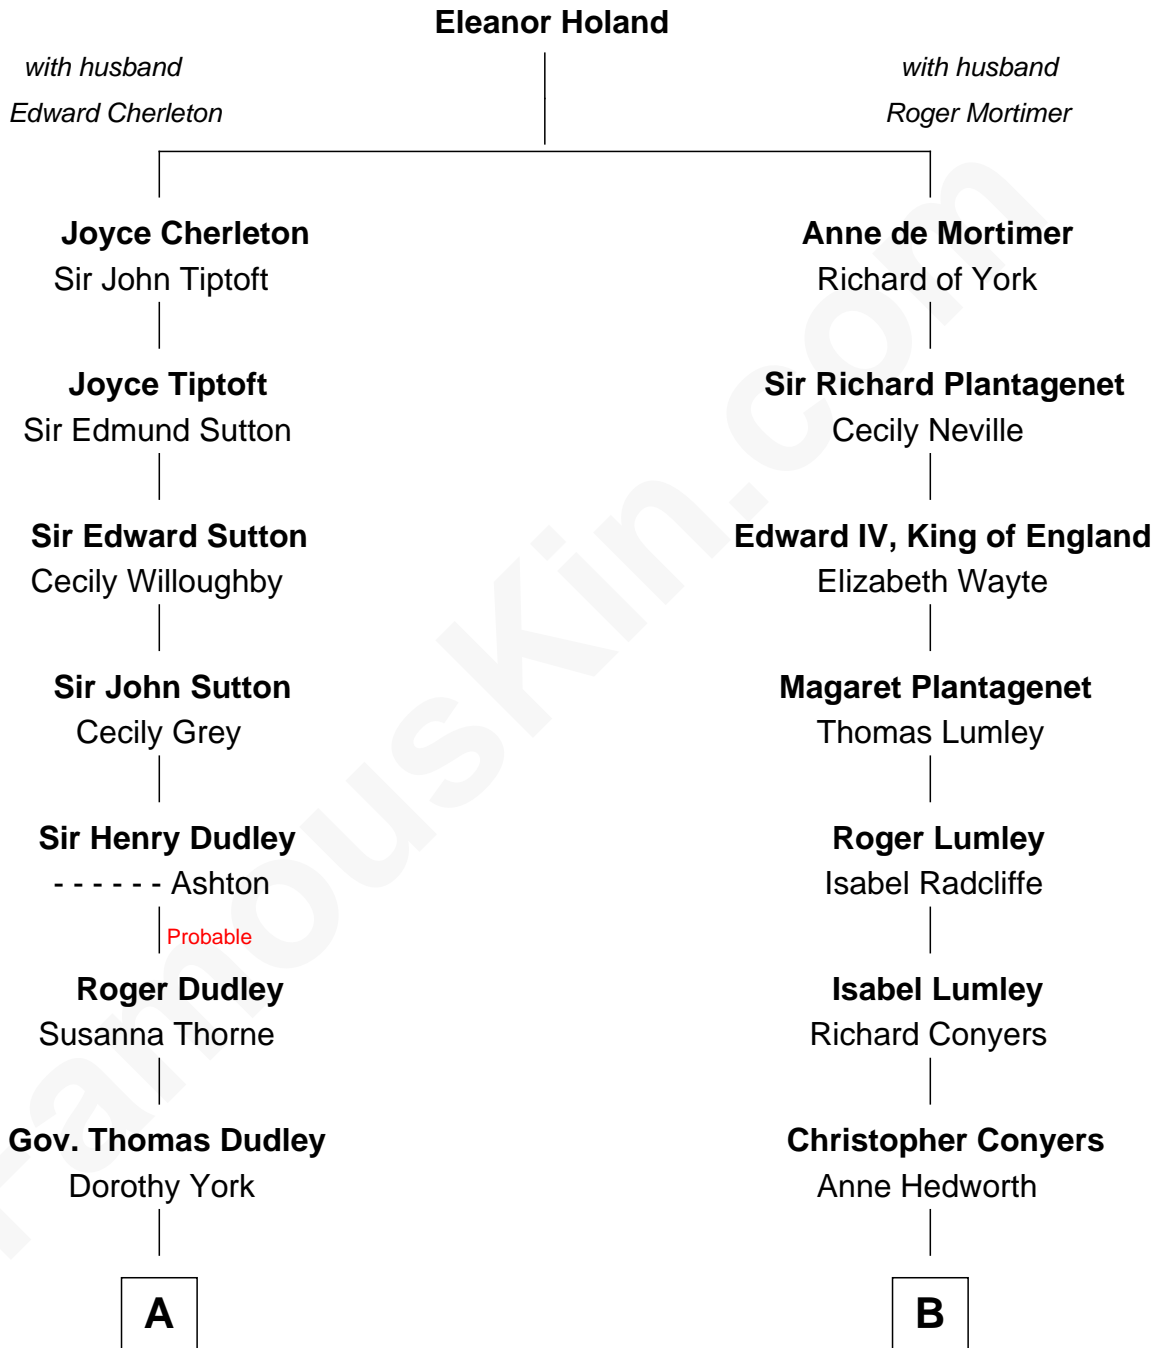 Eleanor Holand
with husband
Edward Cherleton
with husband
Roger Mortimer
Joyce Cherleton
Sir John Tiptoft
Anne de Mortimer
Richard of York
Joyce Tiptoft
Sir Edmund Sutton
Sir Richard Plantagenet
Cecily Neville
Sir Edward Sutton
Cecily Willoughby
Edward IV, King of England
Elizabeth Wayte
Sir John Sutton
Cecily Grey
Magaret Plantagenet
Thomas Lumley
Sir Henry Dudley
- - - - - - Ashton
Roger Lumley
Isabel Radcliffe
Probable
Roger Dudley
Susanna Thorne
Isabel Lumley
Richard Conyers
Gov. Thomas Dudley
Dorothy York
Christopher Conyers
Anne Hedworth
A
B
FamousKin.com